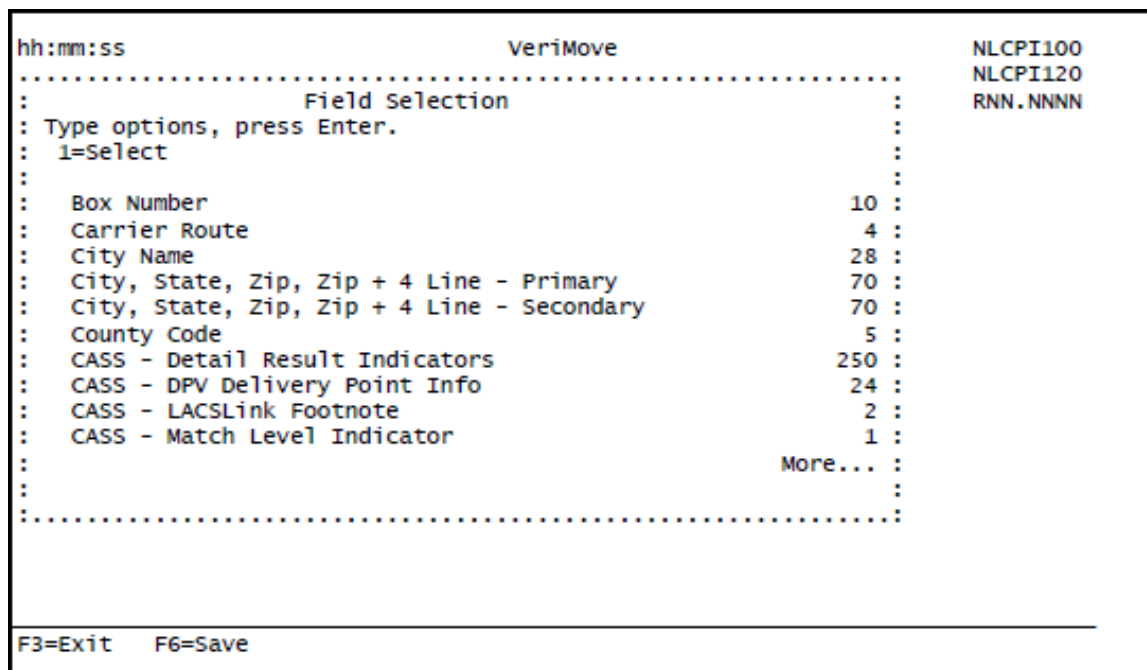 hh:mm:ss VeriMove NLCPI100
................................................................. NLCPI120
: Field Selection : RNN.NNNN
: Type options, press Enter. :
: 1=Select :
: :
: Box Number 10 :
: Carrier Route 4 :
: City Name 28 :
: City, State, Zip, Zip + 4 Line - Primary 70 :
: City, State, Zip, Zip + 4 Line - Secondary 70 :
: County Code 5 :
: CASS - Detail Result Indicators 250 :
: CASS - DPV Delivery Point Info 24 :
: CASS - LACSLink Footnote 2 :
: CASS - Match Level Indicator 1 :
: More... :
: :
:...............................................................:
F3=Exit F6=Save